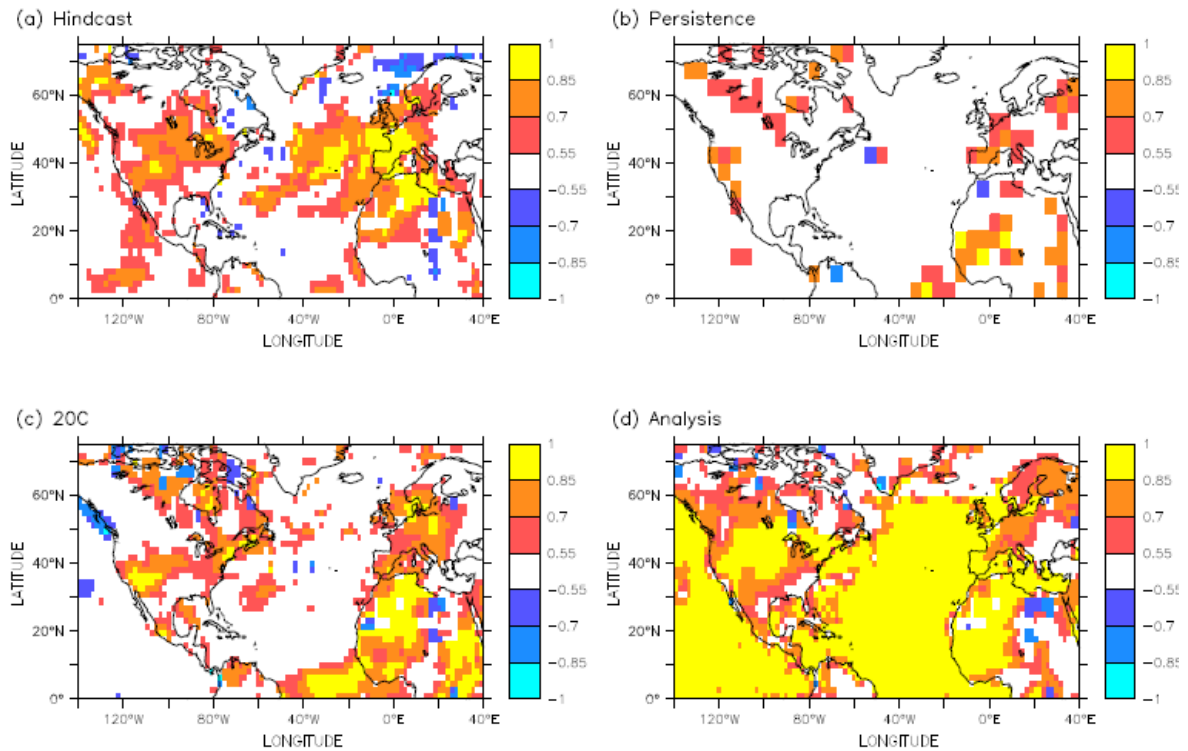 (a) Hindcast
(b) Persistence
1
0.85
0.7
0.55
-0.55
-0.7
-0.85
-1
60°N
40°N
20°N
0°
LATITUDE
120°W 80°W 40°W 0°E 40°E
LONGITUDE
1
0.85
0.7
0.55
-0.55
-0.7
-0.85
-1
60°N
40°N
20°N
0°
LATITUDE
120°W 80°W 40°W 0°E 40°E
LONGITUDE
(c) 20C
(d) Analysis
1
0.85
0.7
0.55
-0.55
-0.7
-0.85
-1
60°N
40°N
20°N
0°
LATITUDE
120°W 80°W 40°W 0°E 40°E
LONGITUDE
1
0.85
0.7
0.55
-0.55
-0.7
-0.85
-1
60°N
40°N
20°N
0°
LATITUDE
120°W 80°W 40°W 0°E 40°E
LONGITUDE